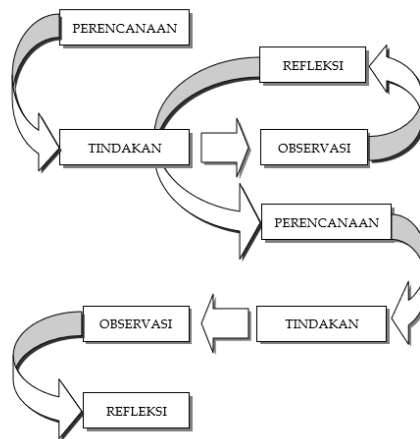 PERENCANAAN
REFLEKSI
TINDAKAN
OBSERVASI
PERENCANAAN
OBSERVASI
TINDAKAN
REFLEKSI